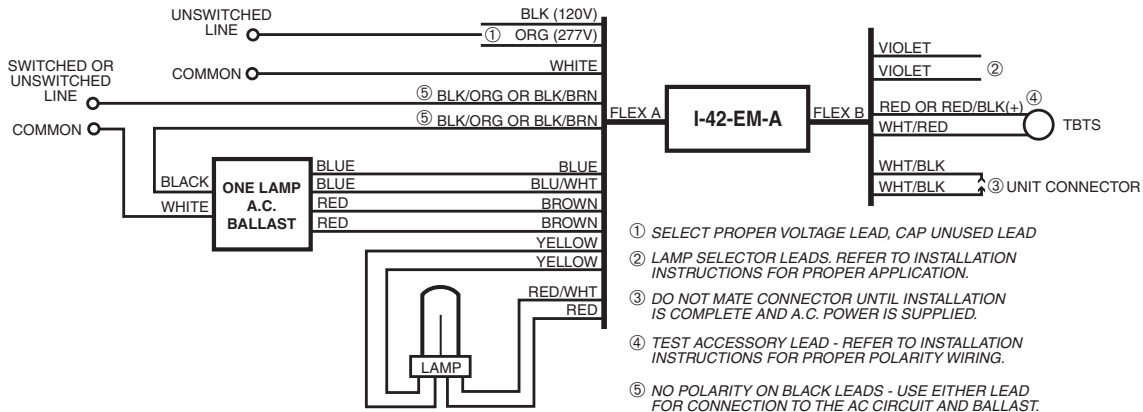 UNSWITCHED
LINE
BLK (120V)
① ORG (277V)
COMMON
WHITE
SWITCHED OR
UNSWITCHED
LINE
⑤ BLK/ORG OR BLK/BRN
COMMON
⑤ BLK/ORG OR BLK/BRN
FLEX A
I-42-EM-A
FLEX B
VIOLET
VIOLET
②
RED OR RED/BLK(+)
④
WHT/RED
TBTS
WHT/BLK
WHT/BLK
③ UNIT CONNECTOR
BLACK
WHITE
ONE LAMP
A.C.
BALLAST
BLUE
BLUE
RED
RED
BLUE
BLU/WHT
BROWN
BROWN
YELLOW
YELLOW
RED/WHT
RED
LAMP
① SELECT PROPER VOLTAGE LEAD, CAP UNUSED LEAD
② LAMP SELECTOR LEADS. REFER TO INSTALLATION
INSTRUCTIONS FOR PROPER APPLICATION.
③ DO NOT MATE CONNECTOR UNTIL INSTALLATION
IS COMPLETE AND A.C. POWER IS SUPPLIED.
④ TEST ACCESSORY LEAD - REFER TO INSTALLATION
INSTRUCTIONS FOR PROPER POLARITY WIRING.
⑤ NO POLARITY ON BLACK LEADS - USE EITHER LEAD
FOR CONNECTION TO THE AC CIRCUIT AND BALLAST.